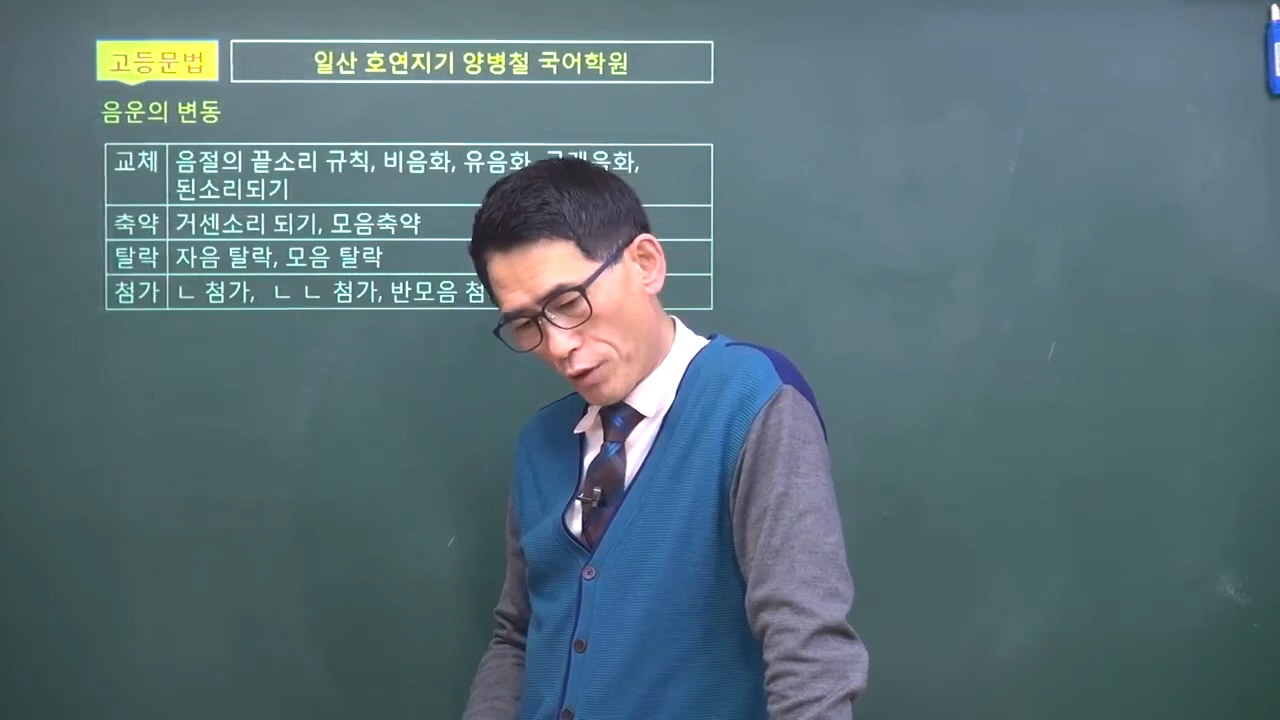 고등문법
일산 호연지기 양병철 국어학원
음운의 변동
교체 음절의 끝소리 규칙, 비음화, 유음화,
된소리되기
축약 거센소리 되기, 모음축약
탈락 자음 탈락, 모음 탈락
첨가 ㄴ 첨가, ㄴㄴ 첨가, 반모음 첨